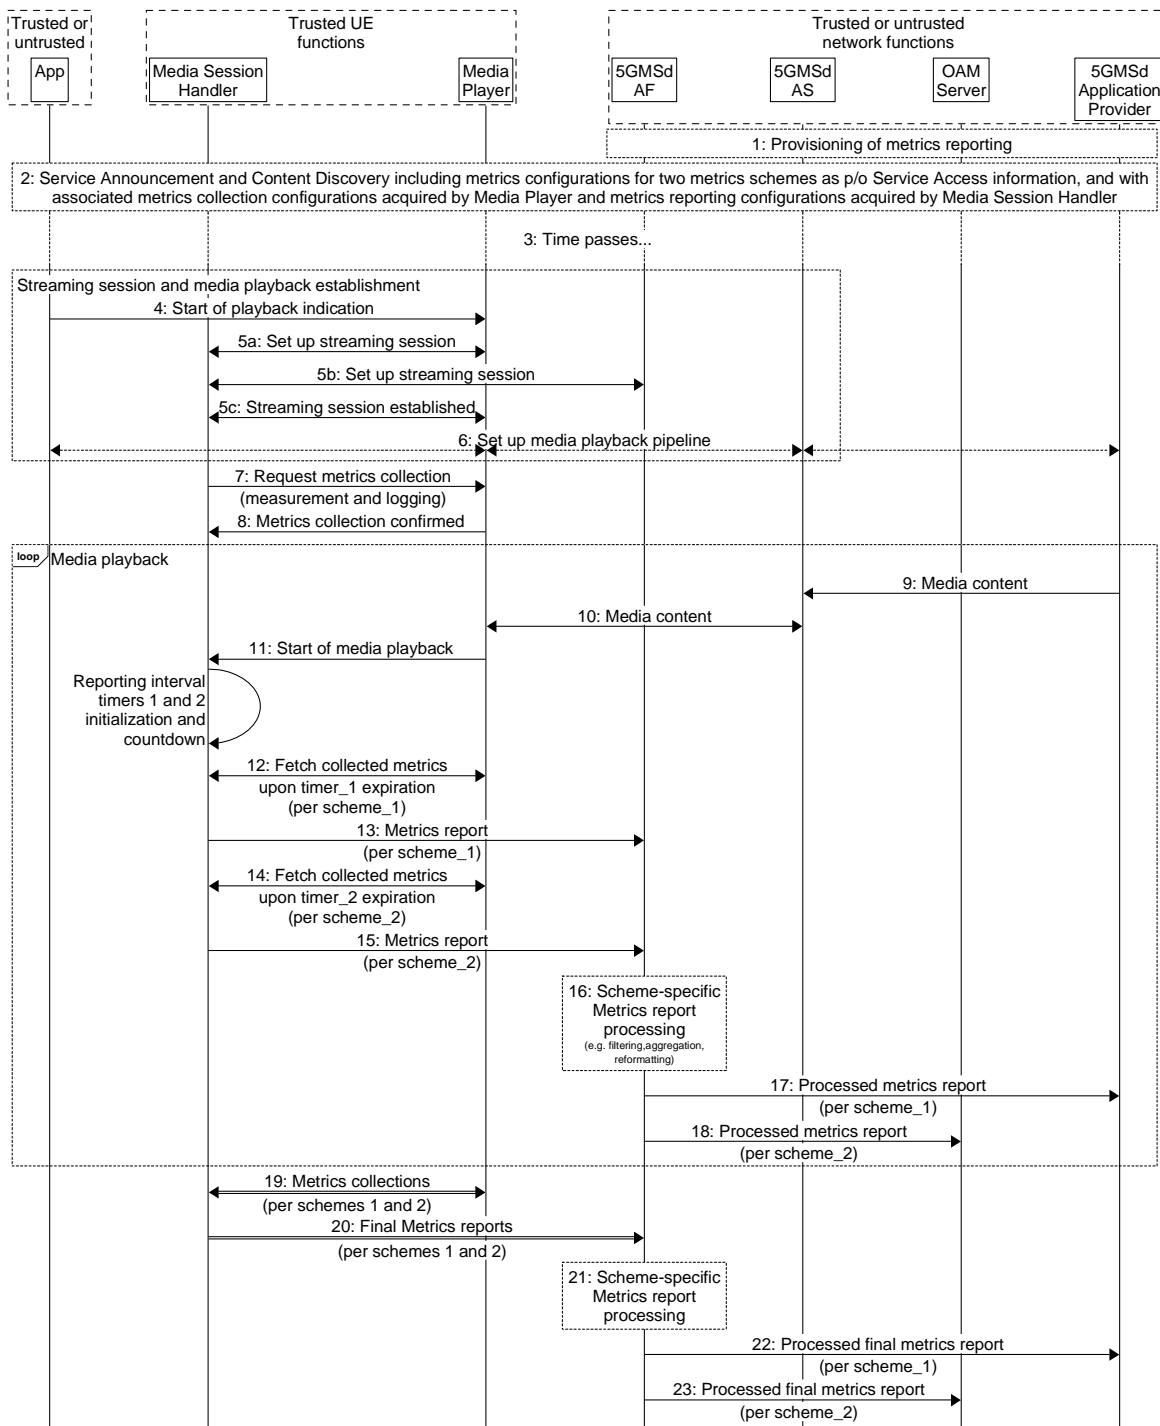 Trusted or
untrusted
Trusted UE
functions
Trusted or untrusted
network functions
App
Media Session
Handler
Media
Player
5GMSd
AF
5GMSd
AS
OAM
Server
5GMSd
Application
Provider
1: Provisioning of metrics reporting
2: Service Announcement and Content Discovery including metrics configurations for two metrics schemes as p/o Service Access information, and with
associated metrics collection configurations acquired by Media Player and metrics reporting configurations acquired by Media Session Handler
3: Time passes...
Streaming session and media playback establishment
4: Start of playback indication
5a: Set up streaming session
5b: Set up streaming session
5c: Streaming session established
6: Set up media playback pipeline
7: Request metrics collection
(measurement and logging)
8: Metrics collection confirmed
loop
Media playback
9: Media content
10: Media content
11: Start of media playback
Reporting interval
timers 1 and 2
initialization and
countdown
12: Fetch collected metrics
upon timer_1 expiration
(per scheme_1)
13: Metrics report
(per scheme_1)
14: Fetch collected metrics
upon timer_2 expiration
(per scheme_2)
15: Metrics report
(per scheme_2)
16: Scheme-specific
Metrics report
processing
(e.g. filtering,aggregation,
reformatting)
17: Processed metrics report
(per scheme_1)
18: Processed metrics report
(per scheme_2)
19: Metrics collections
(per schemes 1 and 2)
20: Final Metrics reports
(per schemes 1 and 2)
21: Scheme-specific
Metrics report
processing
22: Processed final metrics report
(per scheme_1)
23: Processed final metrics report
(per scheme_2)